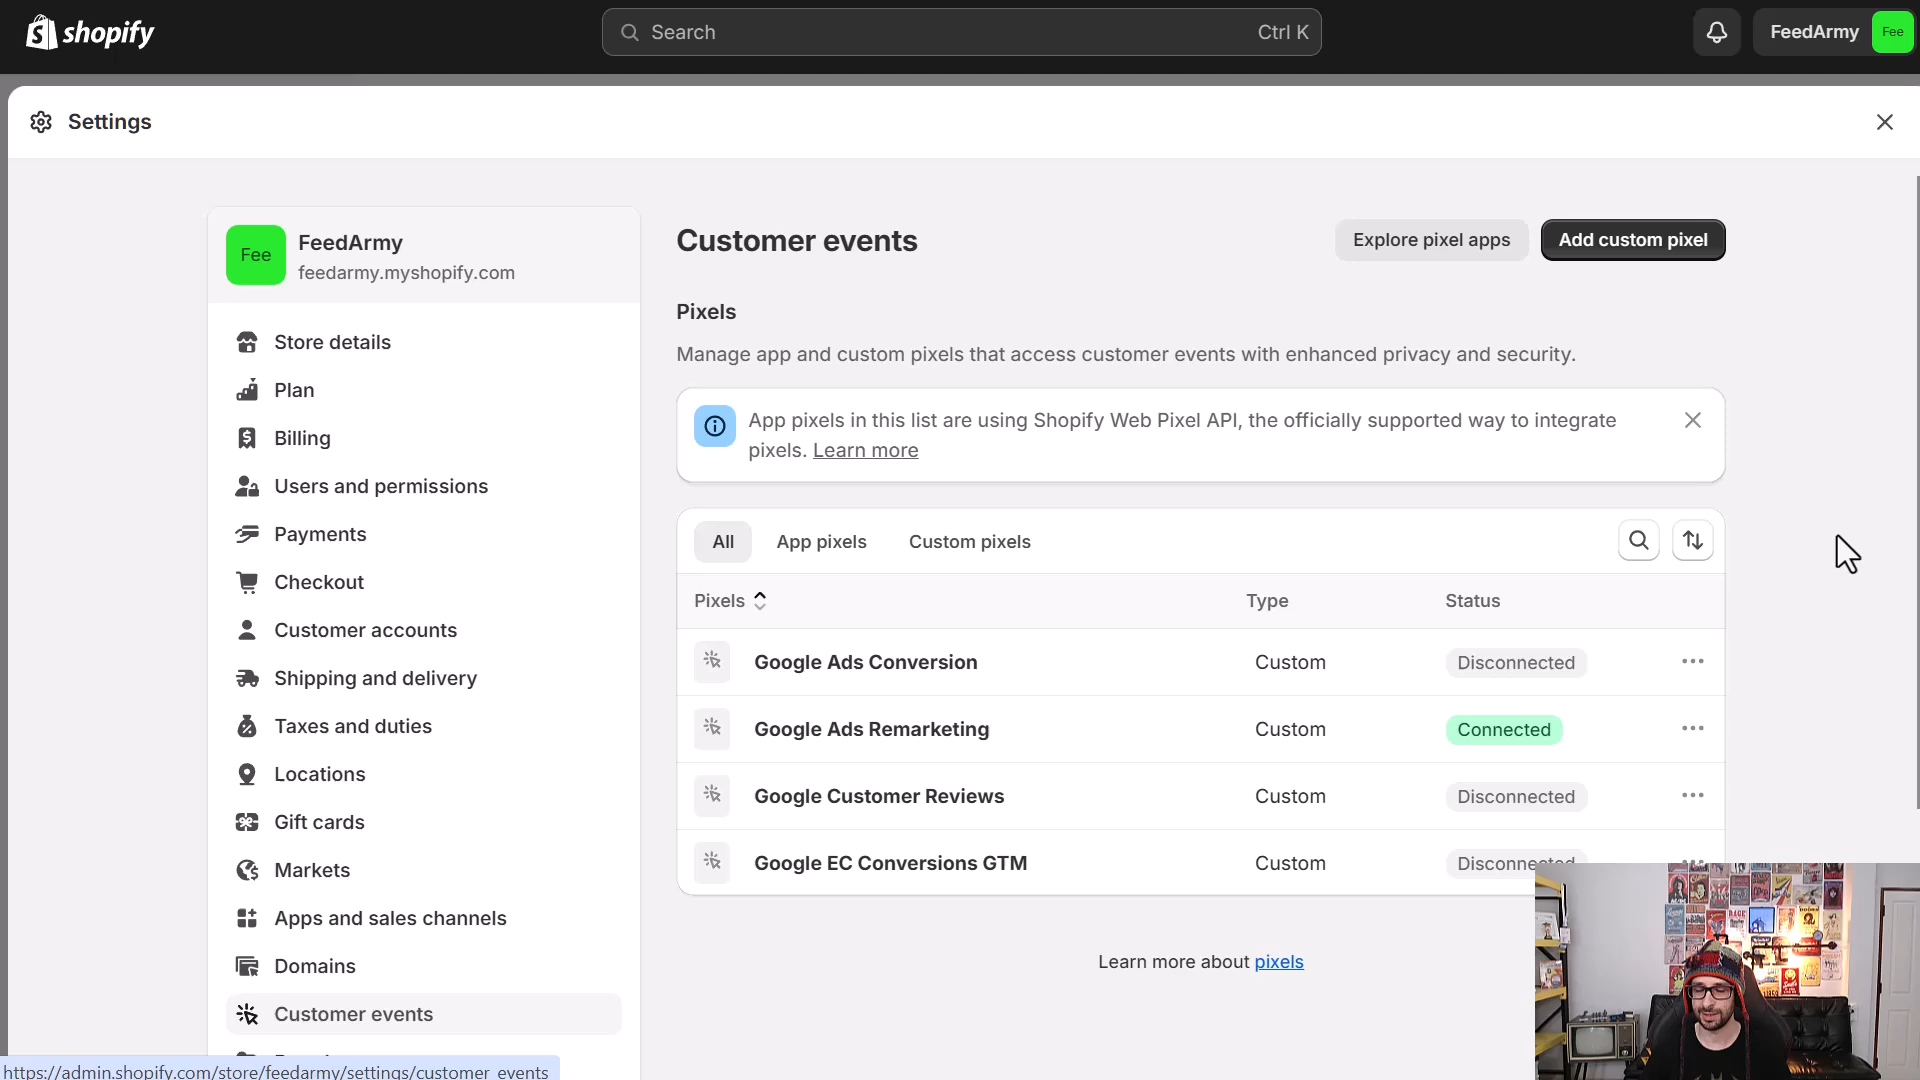 shopify
Search
Ctrl K
FeedArmy
Fee
Settings
Fee
FeedArmy
feedarmy.myshopify.com
Store details
Plan
Billing
Users and permissions
Payments
Checkout
Customer accounts
Shipping and delivery
Taxes and duties
Locations
Gift cards
Markets
Apps and sales channels
Domains
Customer events
https://admin.shopify.com/store/feedarmy/settings/customer_events
Customer events
Explore pixel apps
Add custom pixel
Pixels
Manage app and custom pixels that access customer events with enhanced privacy and security.
App pixels in this list are using Shopify Web Pixel API, the officially supported way to integrate
pixels. Learn more
All App pixels Custom pixels
Pixels Type Status
Google Ads Conversion Custom Disconnected
Google Ads Remarketing Custom Connected
Google Customer Reviews Custom Disconnected
Google EC Conversions GTM Custom Disconnected
Learn more about pixels